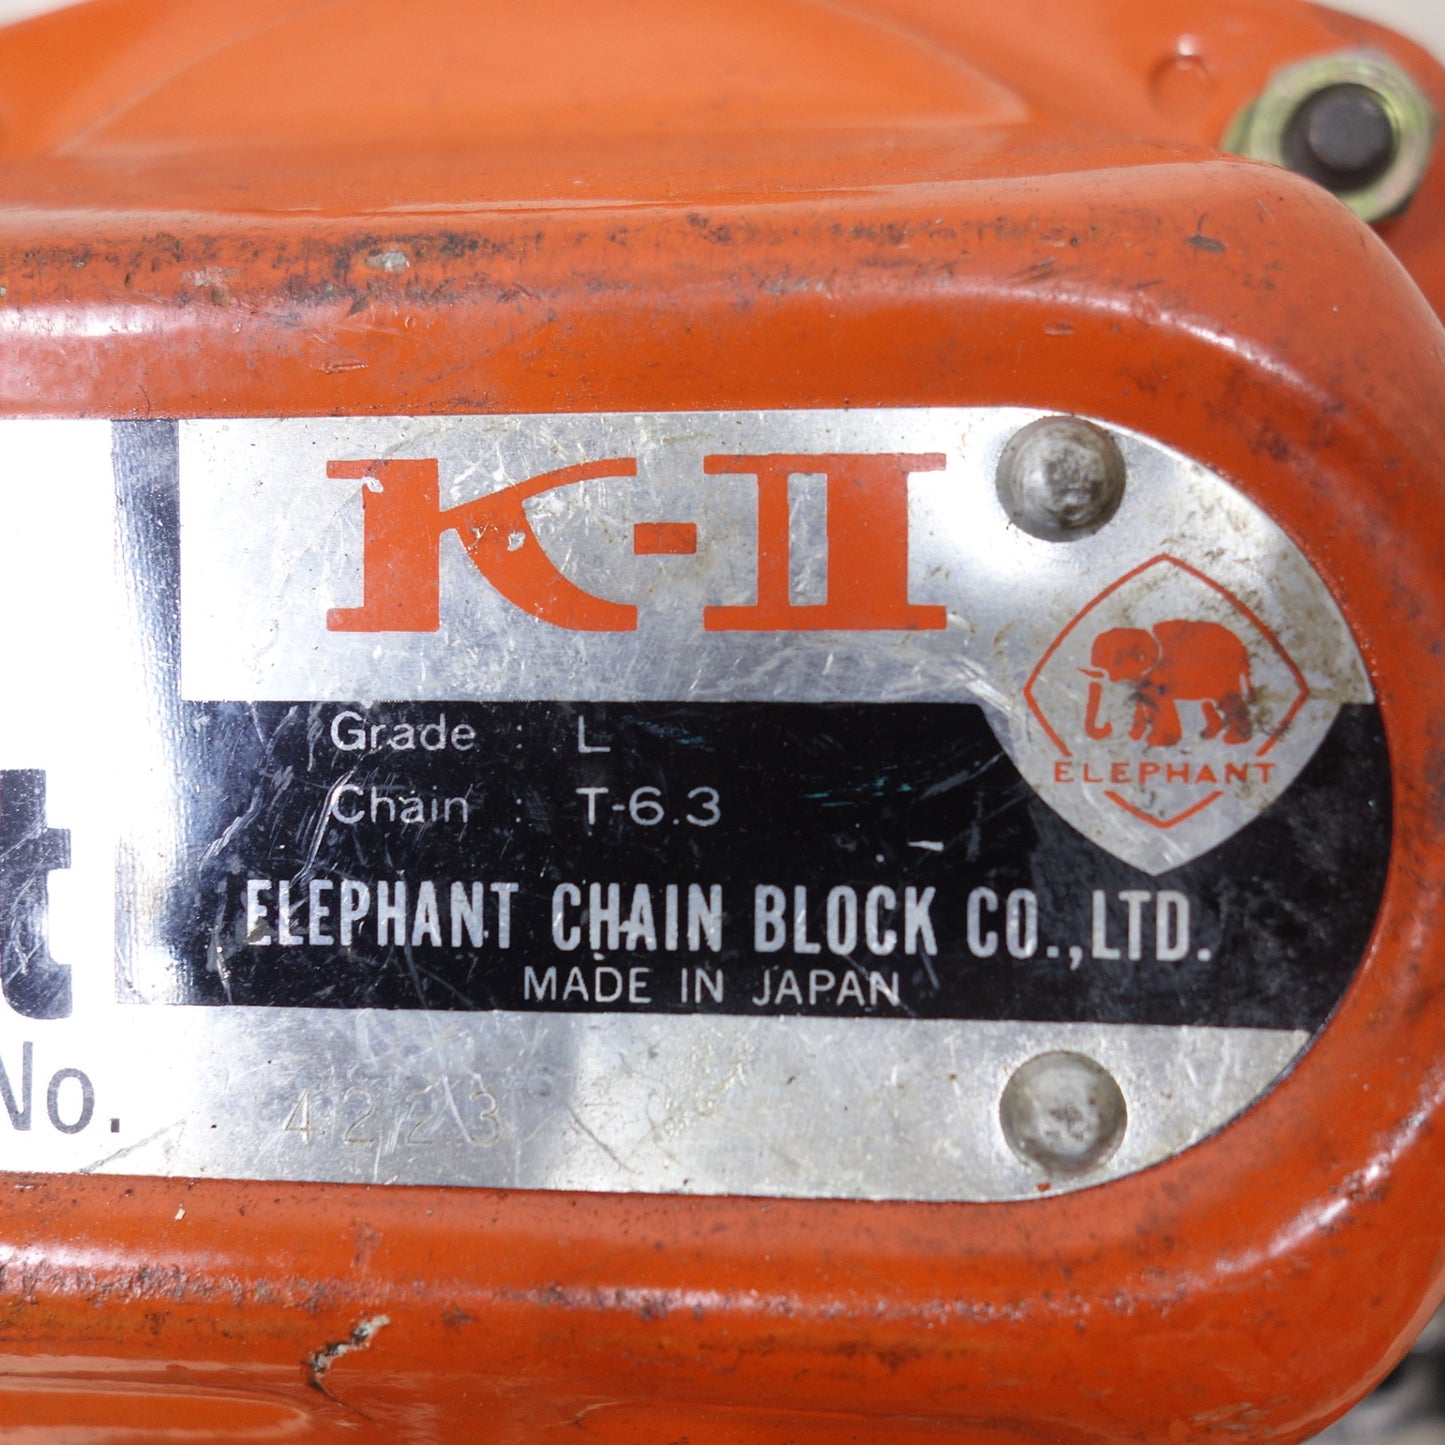 K-II
Grade : L
Chain : T-6.3
ELEPHANT
ELEPHANT CHAIN BLOCK CO.,LTD.
MADE IN JAPAN
t
No. 4223